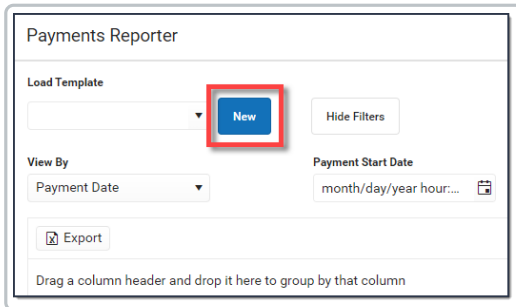 Payments Reporter
Load Template
New
Hide Filters
View By
Payment Start Date
Payment Date
month/day/year hour:...
Export
Drag a column header and drop it here to group by that column